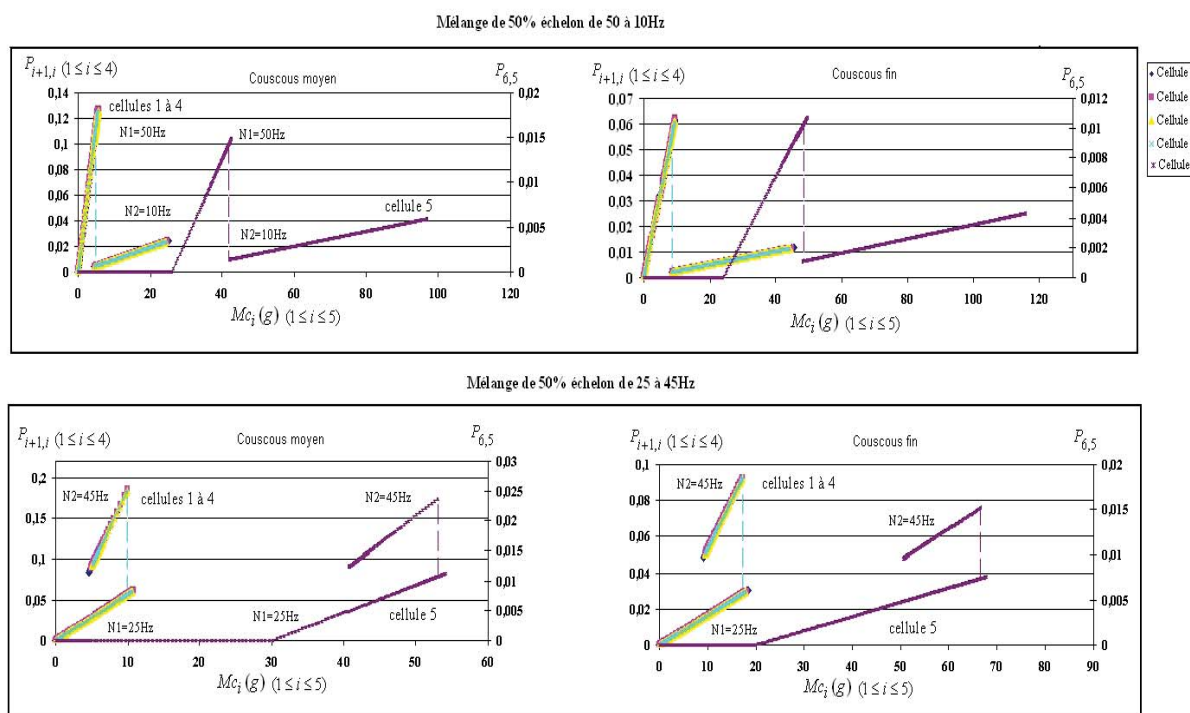 Mélange de 50% échelon de 50 à 10Hz
P_{i+1,i} (1 ≤ i ≤ 4)
Couscous moyen
P_{6,5}
0,14
0,12
0,1
0,08
0,06
0,04
0,02
0
cellules 1 à 4
N1=50Hz
N1=50Hz
N2=10Hz
N2=10Hz
cellule 5
0,02
0,015
0,01
0,005
0
0 20 40 60 80 100 120
Mc_i (g) (1 ≤ i ≤ 5)
P_{i+1,i} (1 ≤ i ≤ 4)
Couscous fin
P_{6,5}
0,07
0,06
0,05
0,04
0,03
0,02
0,01
0
0,012
0,01
0,008
0,006
0,004
0,002
0
0 20 40 60 80 100 120
Mc_i (g) (1 ≤ i ≤ 5)
Cellule
Cellule
Cellule
Cellule
Cellule
Mélange de 50% échelon de 25 à 45Hz
P_{i+1,i} (1 ≤ i ≤ 4)
Couscous moyen
P_{6,5}
0,2
0,15
0,1
0,05
0
N2=45Hz
cellules 1 à 4
N2=45Hz
N1=25Hz
N1=25Hz
cellule 5
0,03
0,025
0,02
0,015
0,01
0,005
0
0 10 20 30 40 50 60
Mc_i (g) (1 ≤ i ≤ 5)
P_{i+1,i} (1 ≤ i ≤ 4)
Couscous fin
P_{6,5}
0,1
0,08
0,06
0,04
0,02
0
N2=45Hz
cellules 1 à 4
N2=45Hz
N1=25Hz
cellule 5
0,02
0,015
0,01
0,005
0
0 10 20 30 40 50 60 70 80 90
Mc_i (g) (1 ≤ i ≤ 5)